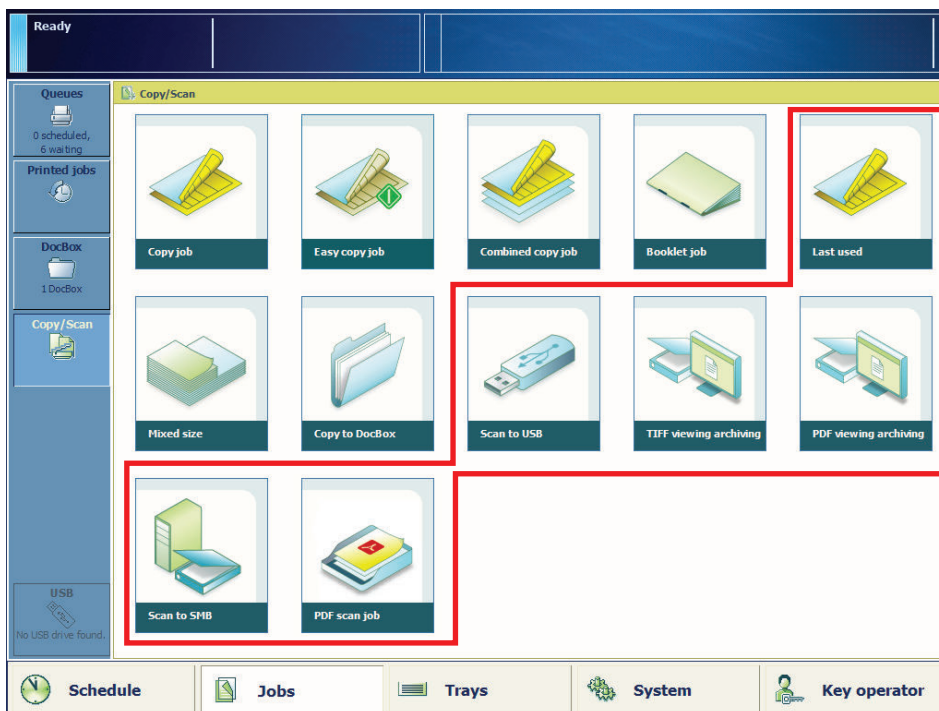 Ready
Queues
0 scheduled,
6 waiting
Printed jobs
DocBox
1 DocBox
Copy/Scan
USB
No USB drive found.
Copy/Scan
Copy job
Easy copy job
Combined copy job
Booklet job
Last used
Mixed size
Copy to DocBox
Scan to USB
TIFF viewing archiving
PDF viewing archiving
Scan to SMB
PDF scan job
Schedule
Jobs
Trays
System
Key operator